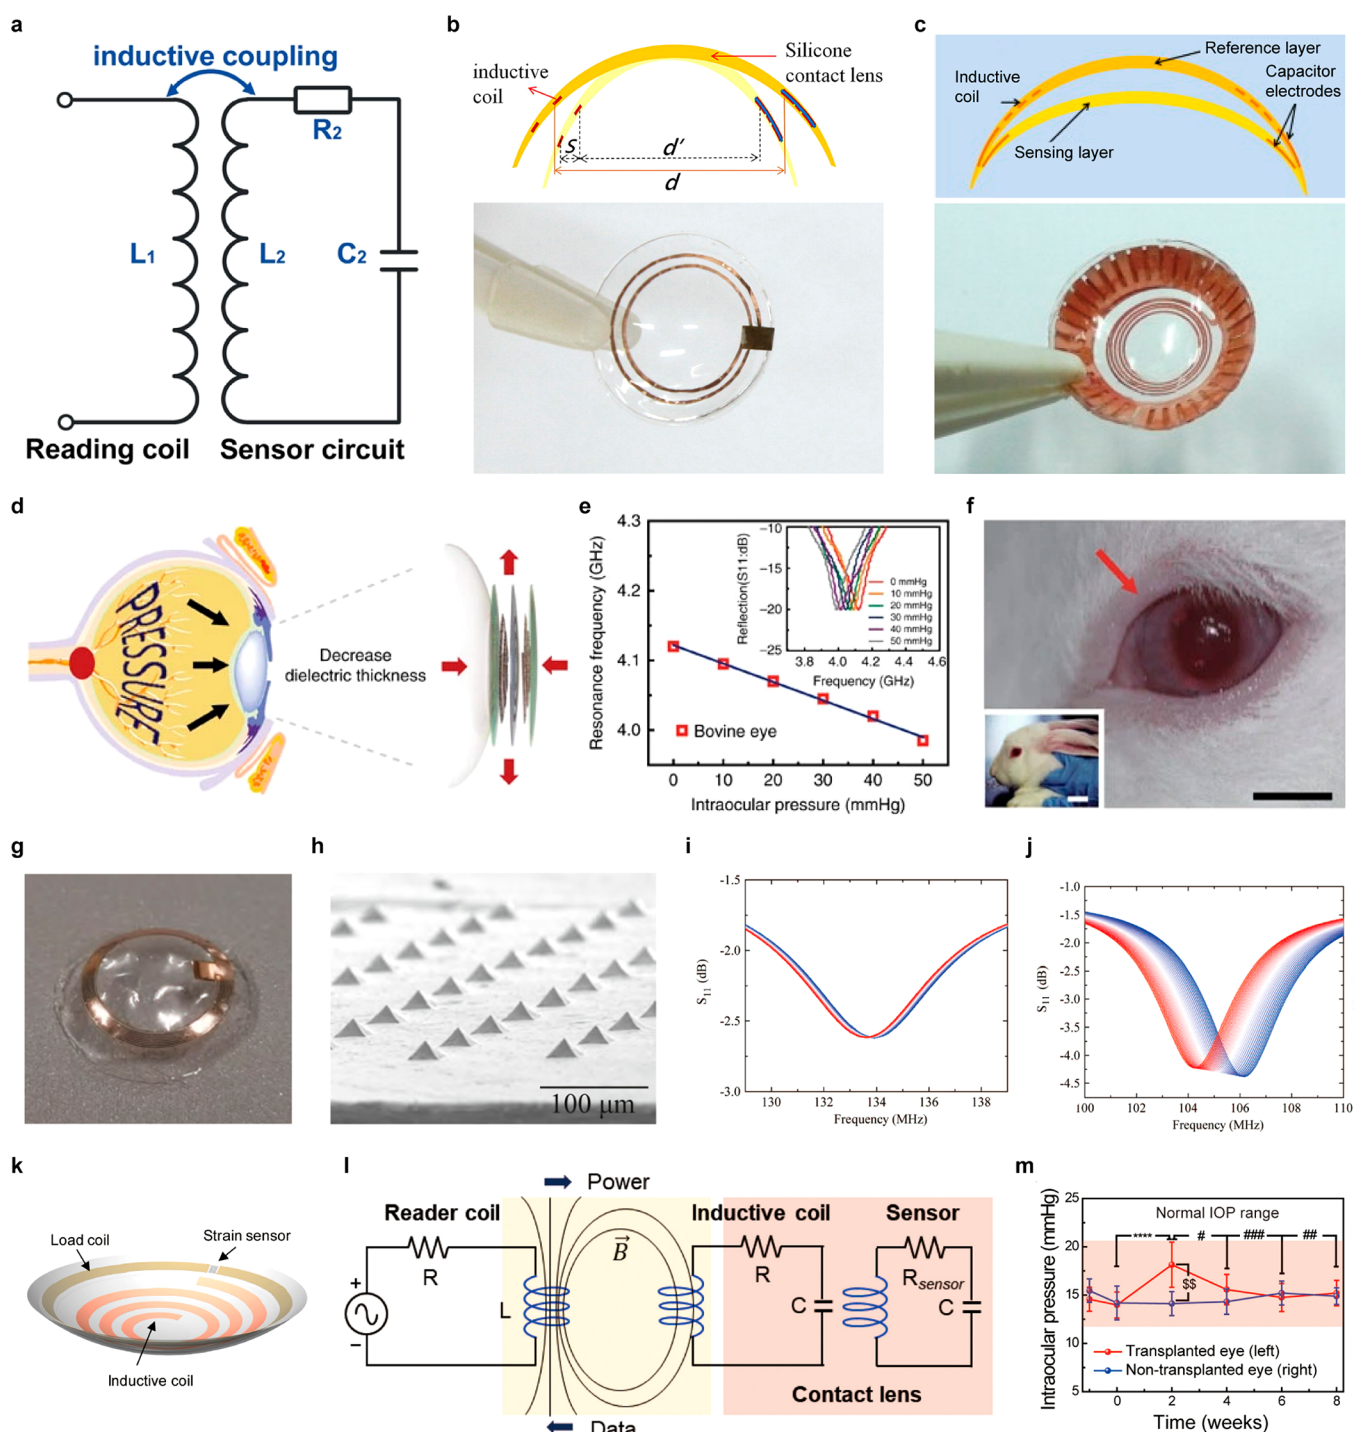 a
inductive coupling
R2
L1
L2
C2
Reading coil
Sensor circuit
b
inductive
coil
Silicone
contact lens
S
d'
d
c
Reference layer
Inductive
coil
Capacitor
electrodes
Sensing layer
d
PRESSURE
Decrease
dielectric thickness
e
Resonance frequency (GHz)
4.3
4.2
4.1
4.0
0 10 20 30 40 50
Intraocular pressure (mmHg)
Bovine eye
Reflection(S11:dB)
-10
-15
-20
-25
3.8 4.0 4.2 4.4 4.6
Frequency (GHz)
0 mmHg
10 mmHg
20 mmHg
30 mmHg
40 mmHg
50 mmHg
f
g
h
100 μm
i
S11 (dB)
-1.5
-2.0
-2.5
-3.0
130 132 134 136 138
Frequency (MHz)
j
S11 (dB)
-1.0
-1.5
-2.0
-2.5
-3.0
-3.5
-4.0
-4.5
100 102 104 106 108 110
Frequency (MHz)
k
Load coil
Strain sensor
Inductive coil
l
Power
Reader coil
R
L
+
−
B
Data
Inductive coil
R
C
Sensor
Rsensor
C
Contact lens
m
Intraocular pressure (mmHg)
25
20
15
10
5
Normal IOP range
**** # ### ##
$$
Transplanted eye (left)
Non-transplanted eye (right)
0 2 4 6 8
Time (weeks)